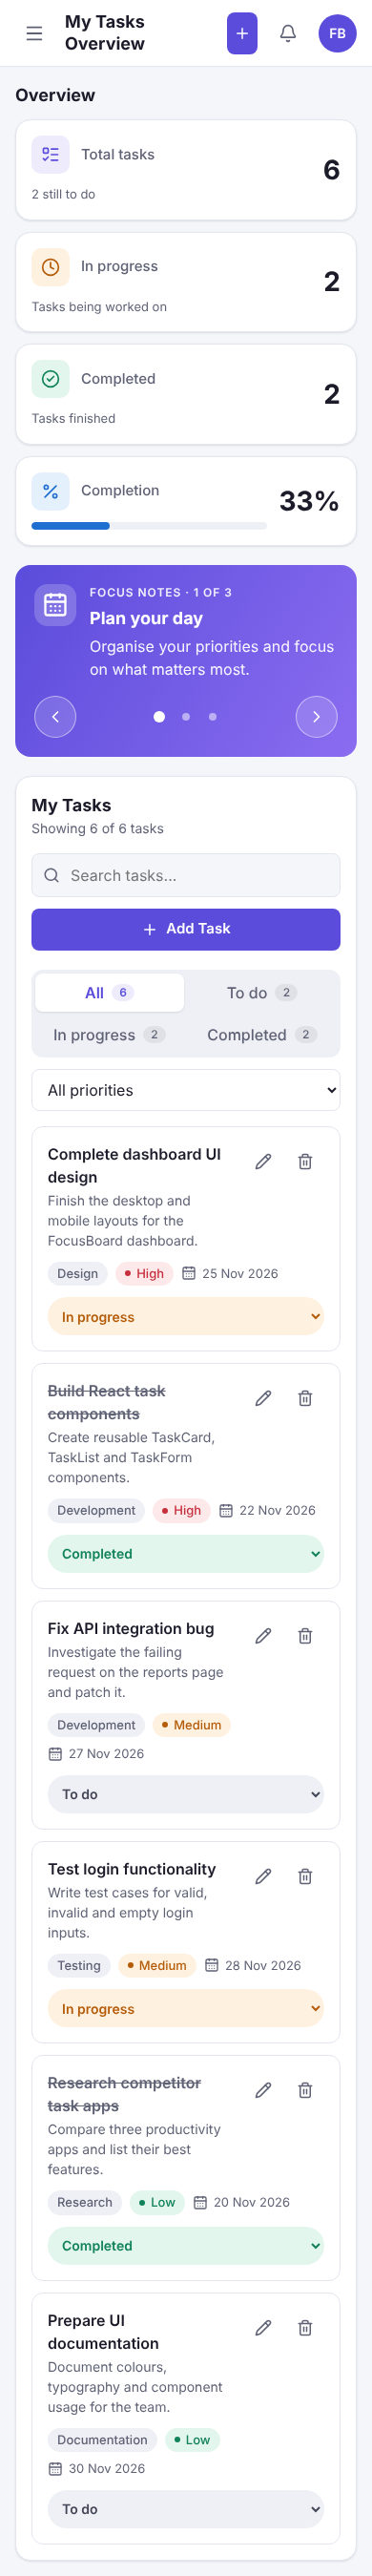 My Tasks
Overview
FB
Overview
Total tasks
6
2 still to do
In progress
2
Tasks being worked on
Completed
2
Tasks finished
Completion
33%
FOCUS NOTES · 1 OF 3
Plan your day
Organise your priorities and focus
on what matters most.
My Tasks
Showing 6 of 6 tasks
Search tasks...
Add Task
All 6
To do 2
In progress 2
Completed 2
All priorities
Complete dashboard UI
design
Finish the desktop and
mobile layouts for the
FocusBoard dashboard.
Design High 25 Nov 2026
In progress
Build React task
components
Create reusable TaskCard,
TaskList and TaskForm
components.
Development High 22 Nov 2026
Completed
Fix API integration bug
Investigate the failing
request on the reports page
and patch it.
Development Medium
27 Nov 2026
To do
Test login functionality
Write test cases for valid,
invalid and empty login
inputs.
Testing Medium 28 Nov 2026
In progress
Research competitor
task apps
Compare three productivity
apps and list their best
features.
Research Low 20 Nov 2026
Completed
Prepare UI
documentation
Document colours,
typography and component
usage for the team.
Documentation Low
30 Nov 2026
To do